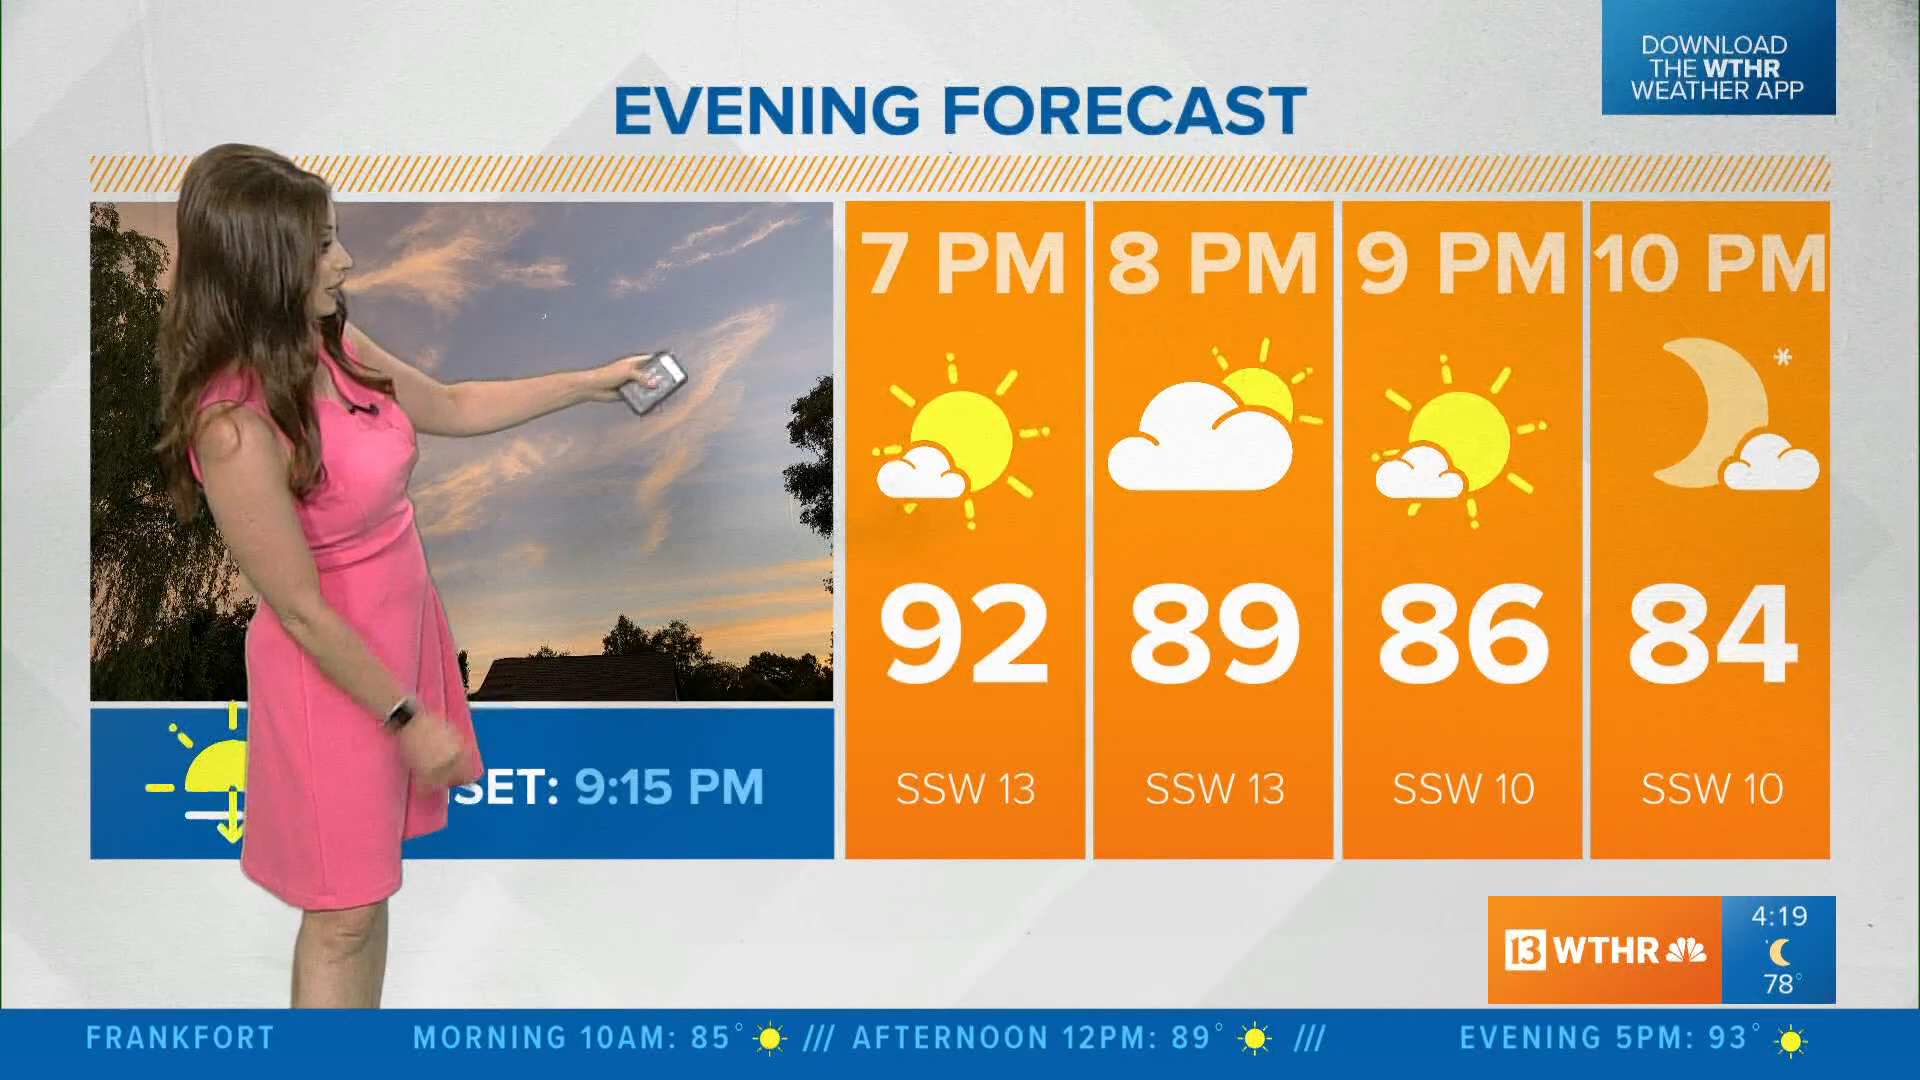 DOWNLOAD
THE WTHR
WEATHER APP
EVENING FORECAST
7 PM
92
SSW 13
8 PM
89
SSW 13
9 PM
86
SSW 10
10 PM
84
SSW 10
SET: 9:15 PM
13 WTHR
4:19
78°
FRANKFORT MORNING 10AM: 85° /// AFTERNOON 12PM: 89° /// EVENING 5PM: 93°